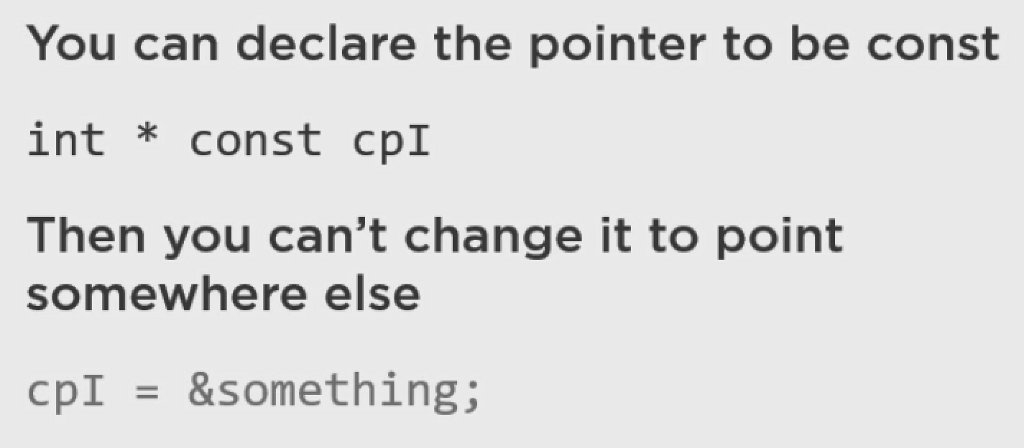 You can declare the pointer to be const
int * const cpI
Then you can’t change it to point
somewhere else
cpI = &something;